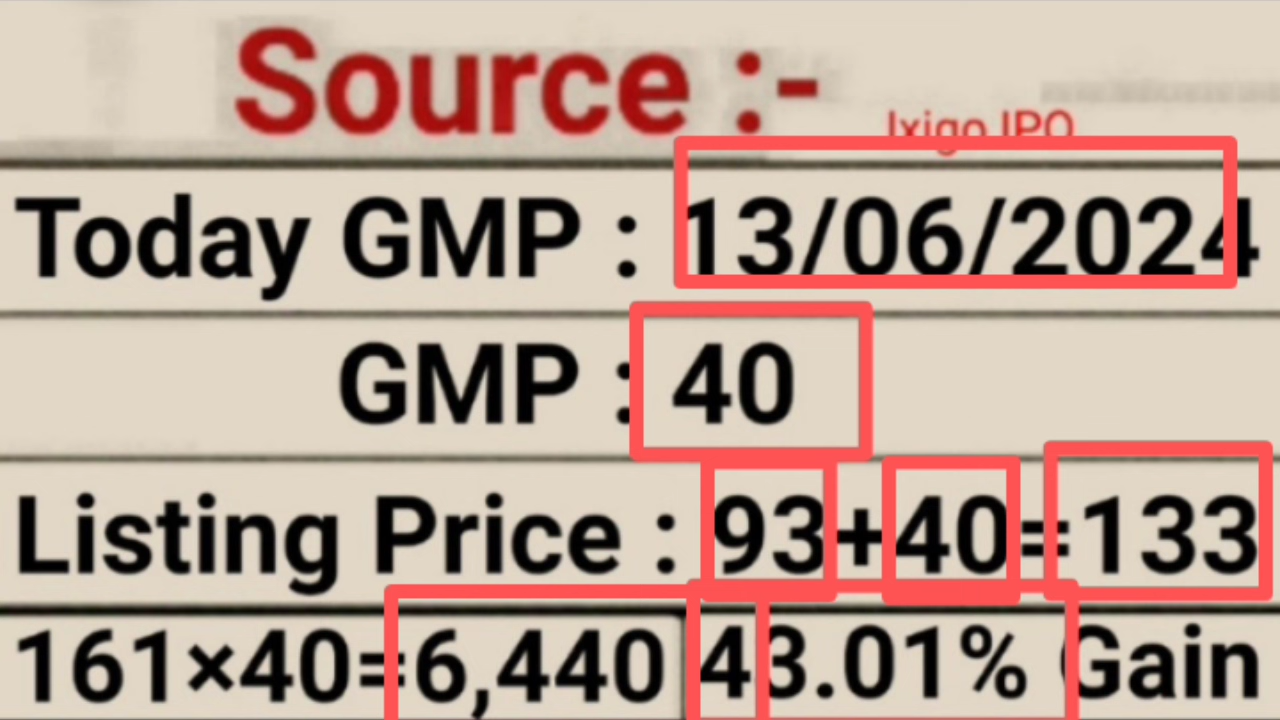 Source :-
Ixigo IPO
Today GMP : 13/06/2024
GMP : 40
Listing Price : 93+40=133
161×40=6,440 43.01% Gain